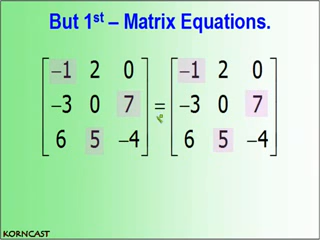 But 1st – Matrix Equations.
[-1 2 0] [-1 2 0]
[-3 0 7] = [-3 0 7]
[6 5 -4] [6 5 -4]
KORNCAST